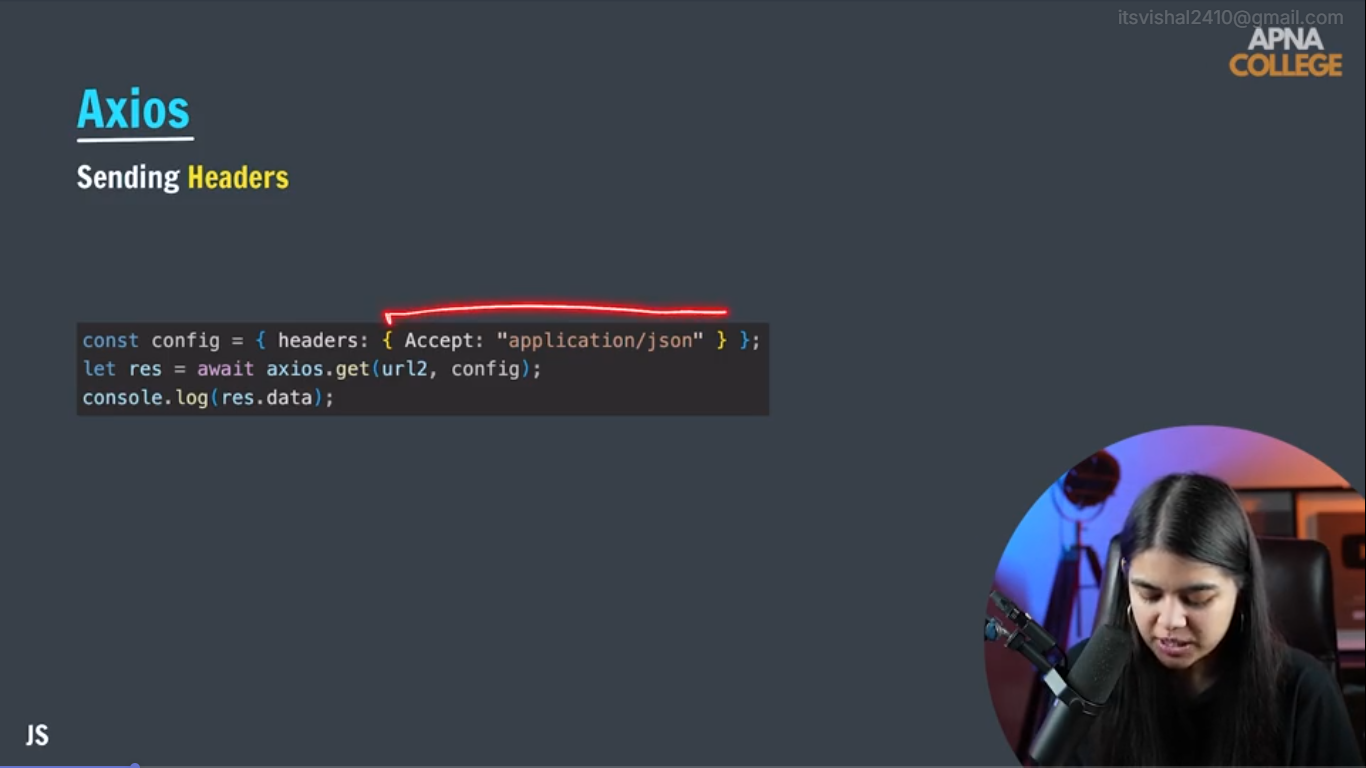 itsvishal2410@gmail.com
APNA
COLLEGE
Axios
Sending Headers
const config = { headers: { Accept: "application/json" } };
let res = await axios.get(url2, config);
console.log(res.data);
JS